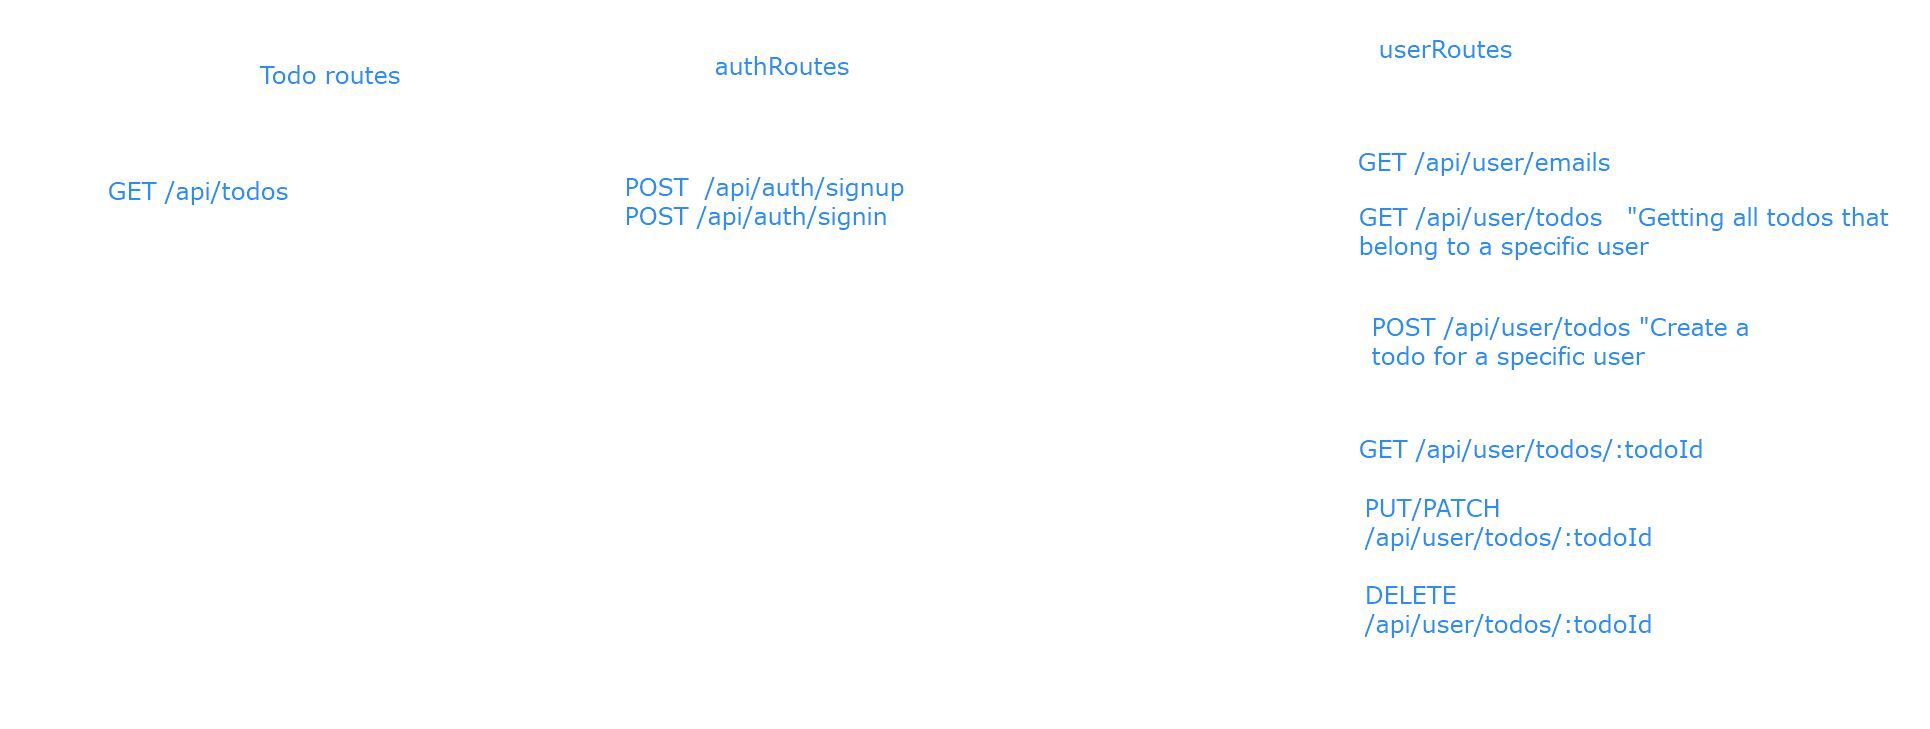 Todo routes
GET /api/todos
authRoutes
POST  /api/auth/signup
POST /api/auth/signin
userRoutes
GET /api/user/emails
GET /api/user/todos   "Getting all todos that
belong to a specific user
POST /api/user/todos "Create a
todo for a specific user
GET /api/user/todos/:todoId
PUT/PATCH
/api/user/todos/:todoId
DELETE
/api/user/todos/:todoId